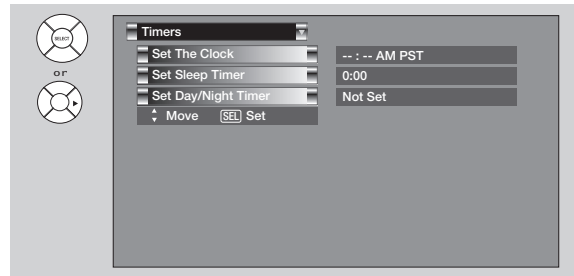 SELECT
or
Timers
Set The Clock -- : -- AM PST
Set Sleep Timer 0:00
Set Day/Night Timer Not Set
Move SEL Set